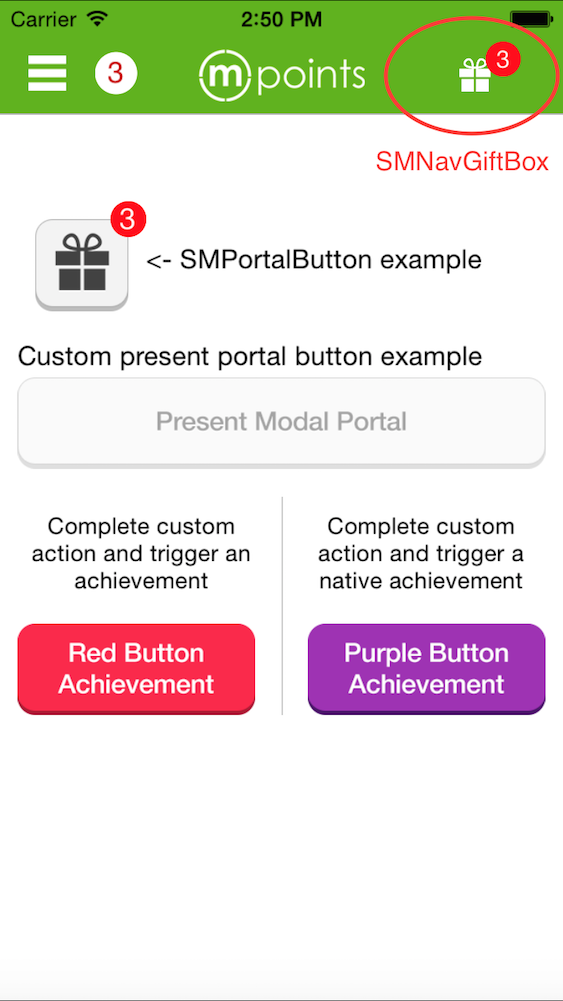 Carrier 2:50 PM
3 mpoints 3
SMNavGiftBox
3
<- SMPortalButton example
Custom present portal button example
Present Modal Portal
Complete custom
action and trigger an
achievement
Complete custom
action and trigger a
native achievement
Red Button
Achievement
Purple Button
Achievement